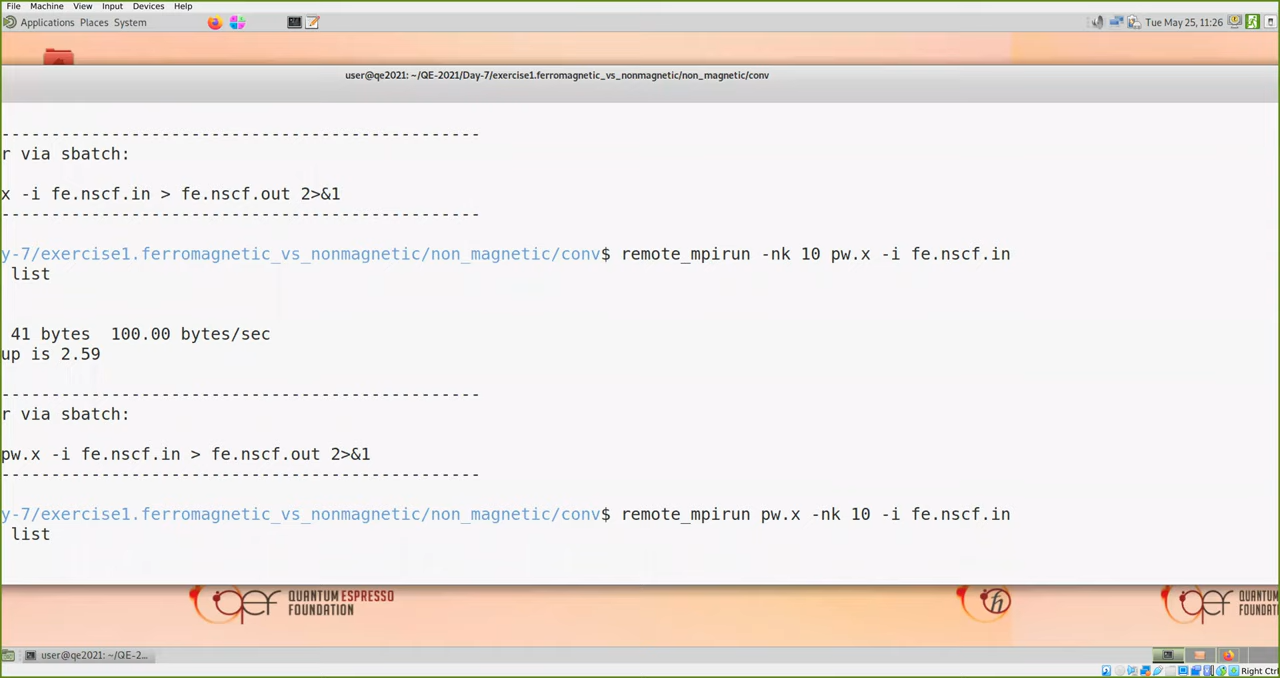 File Machine View Input Devices Help
Applications Places System
Tue May 25, 11:26
user@qe2021: ~/QE-2021/Day-7/exercise1.ferromagnetic_vs_nonmagnetic/non_magnetic/conv
------------------------------------------------
r via sbatch:
x -i fe.nscf.in > fe.nscf.out 2>&1
------------------------------------------------
y-7/exercise1.ferromagnetic_vs_nonmagnetic/non_magnetic/conv$ remote_mpirun -nk 10 pw.x -i fe.nscf.in
list
41 bytes  100.00 bytes/sec
up is 2.59
------------------------------------------------
r via sbatch:
pw.x -i fe.nscf.in > fe.nscf.out 2>&1
------------------------------------------------
y-7/exercise1.ferromagnetic_vs_nonmagnetic/non_magnetic/conv$ remote_mpirun pw.x -nk 10 -i fe.nscf.in
list
QUANTUM ESPRESSO
FOUNDATION
ħ
QUANTUM
FOUNDA
user@qe2021: ~/QE-2...
Right Ctrl